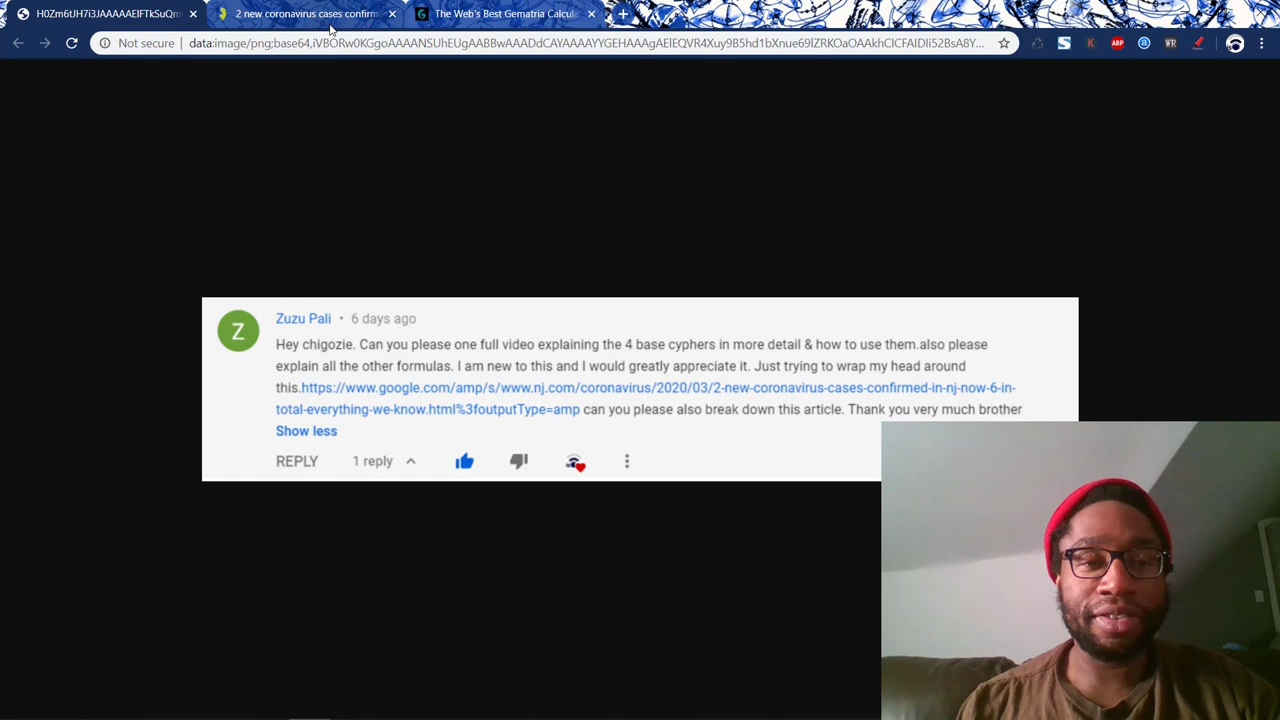 H0Zm6tJH7i3JAAAAAElFTkSuQm
2 new coronavirus cases confirm
The Web's Best Gematria Calcula
Not secure
data:image/png;base64,iVBORw0KGgoAAAANSUhEUgAABBwAAADdCAYAAAAYYGEHAAAgAElEQVR4Xuy9B5hd1bXnue69lZRKOaOAAkhCICFAIDIi52BsA8Y...
ABP
WR
Z
Zuzu Pali • 6 days ago
Hey chigozie. Can you please one full video explaining the 4 base cyphers in more detail & how to use them.also please
explain all the other formulas. I am new to this and I would greatly appreciate it. Just trying to wrap my head around
this.https://www.google.com/amp/s/www.nj.com/coronavirus/2020/03/2-new-coronavirus-cases-confirmed-in-nj-now-6-in-
total-everything-we-know.html%3foutputType=amp can you please also break down this article. Thank you very much brother
Show less
REPLY 1 reply